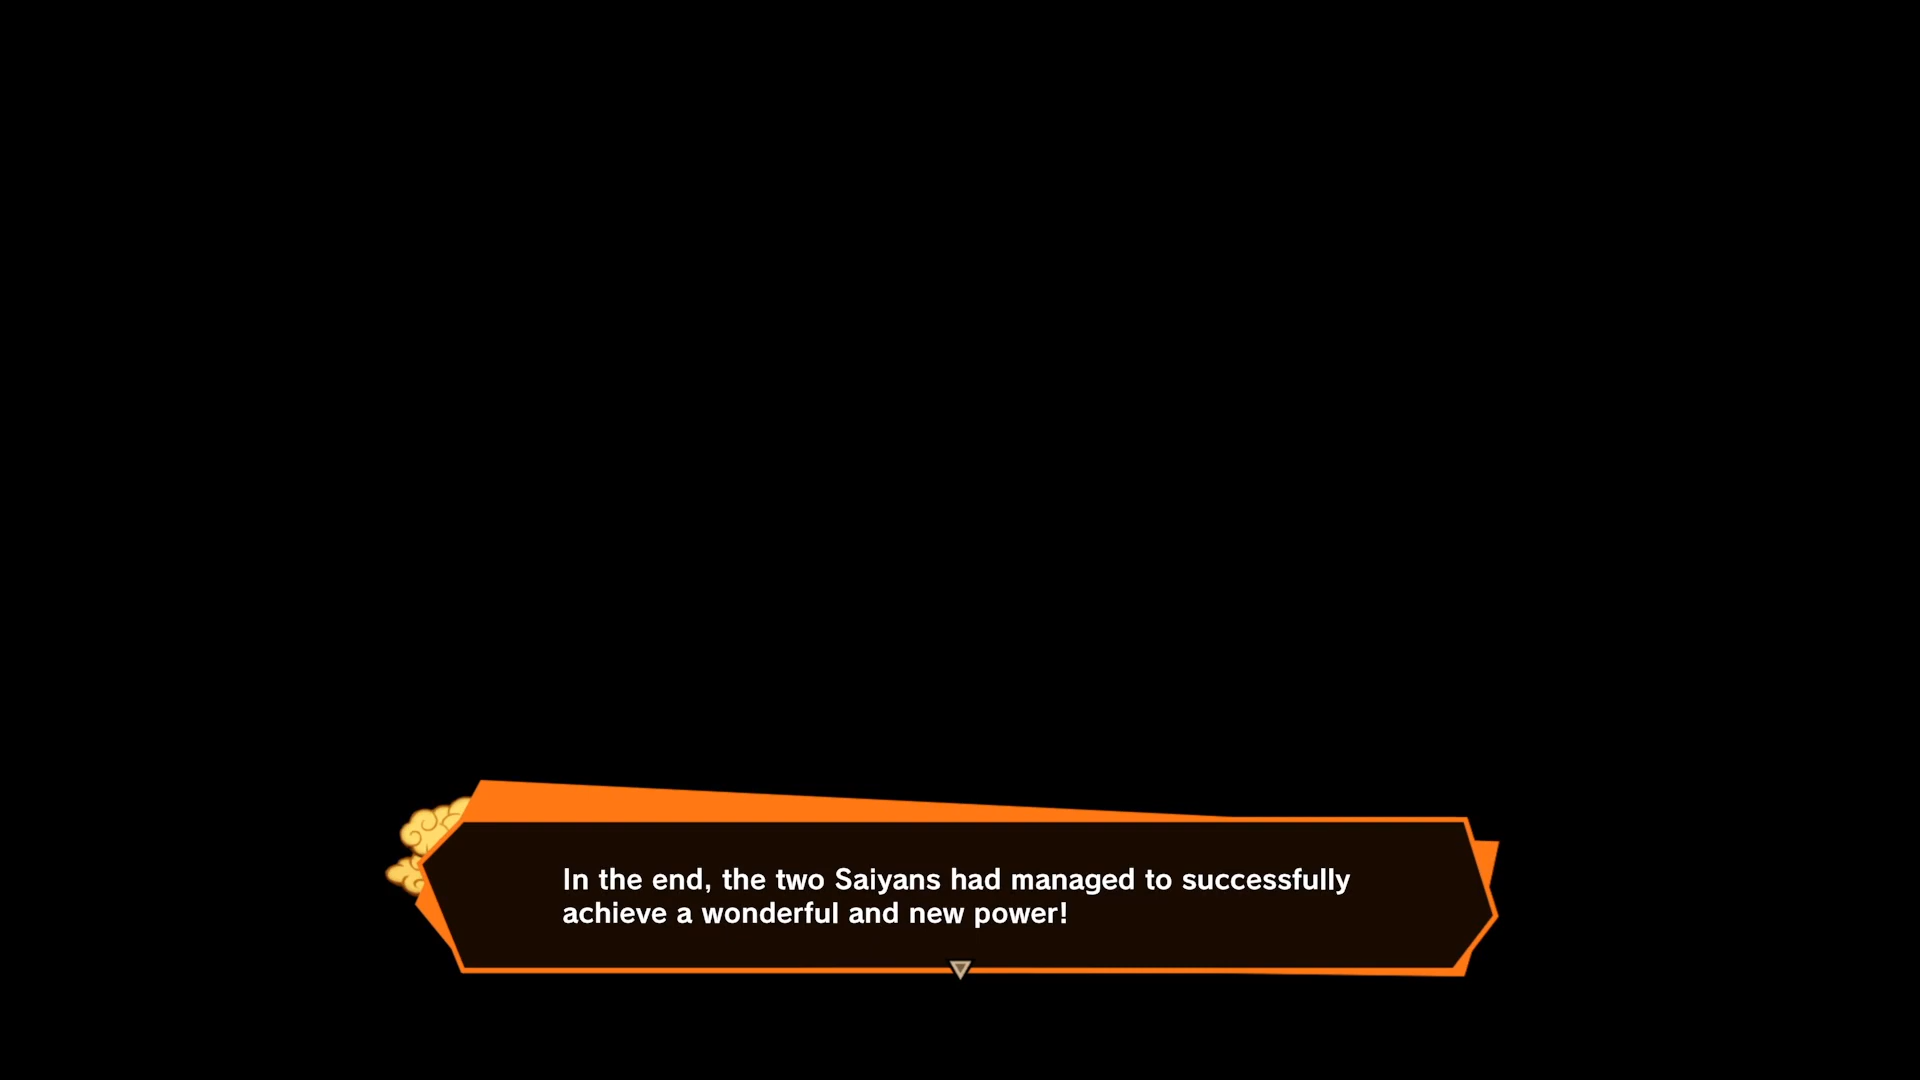 In the end, the two Saiyans had managed to successfully
achieve a wonderful and new power!